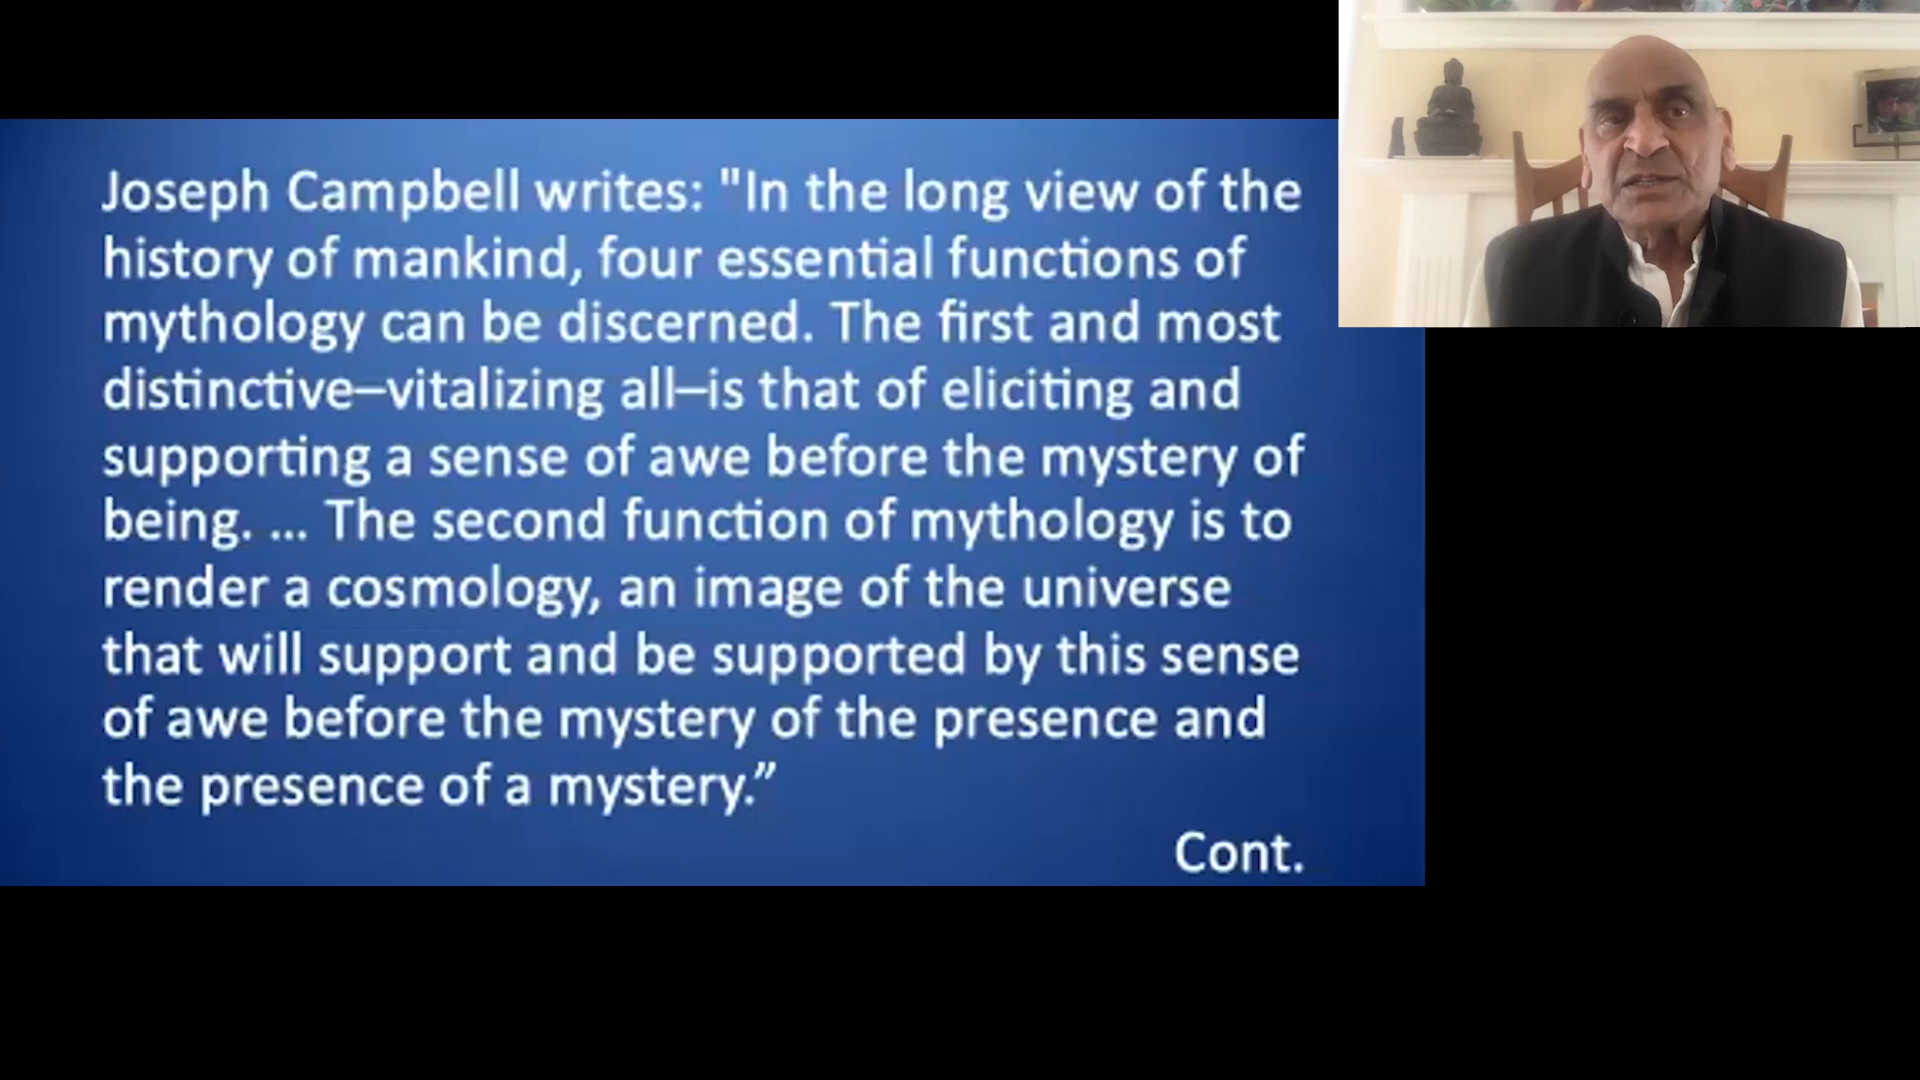 Joseph Campbell writes: "In the long view of the
history of mankind, four essential functions of
mythology can be discerned. The first and most
distinctive—vitalizing all—is that of eliciting and
supporting a sense of awe before the mystery of
being. ... The second function of mythology is to
render a cosmology, an image of the universe
that will support and be supported by this sense
of awe before the mystery of the presence and
the presence of a mystery.”
Cont.